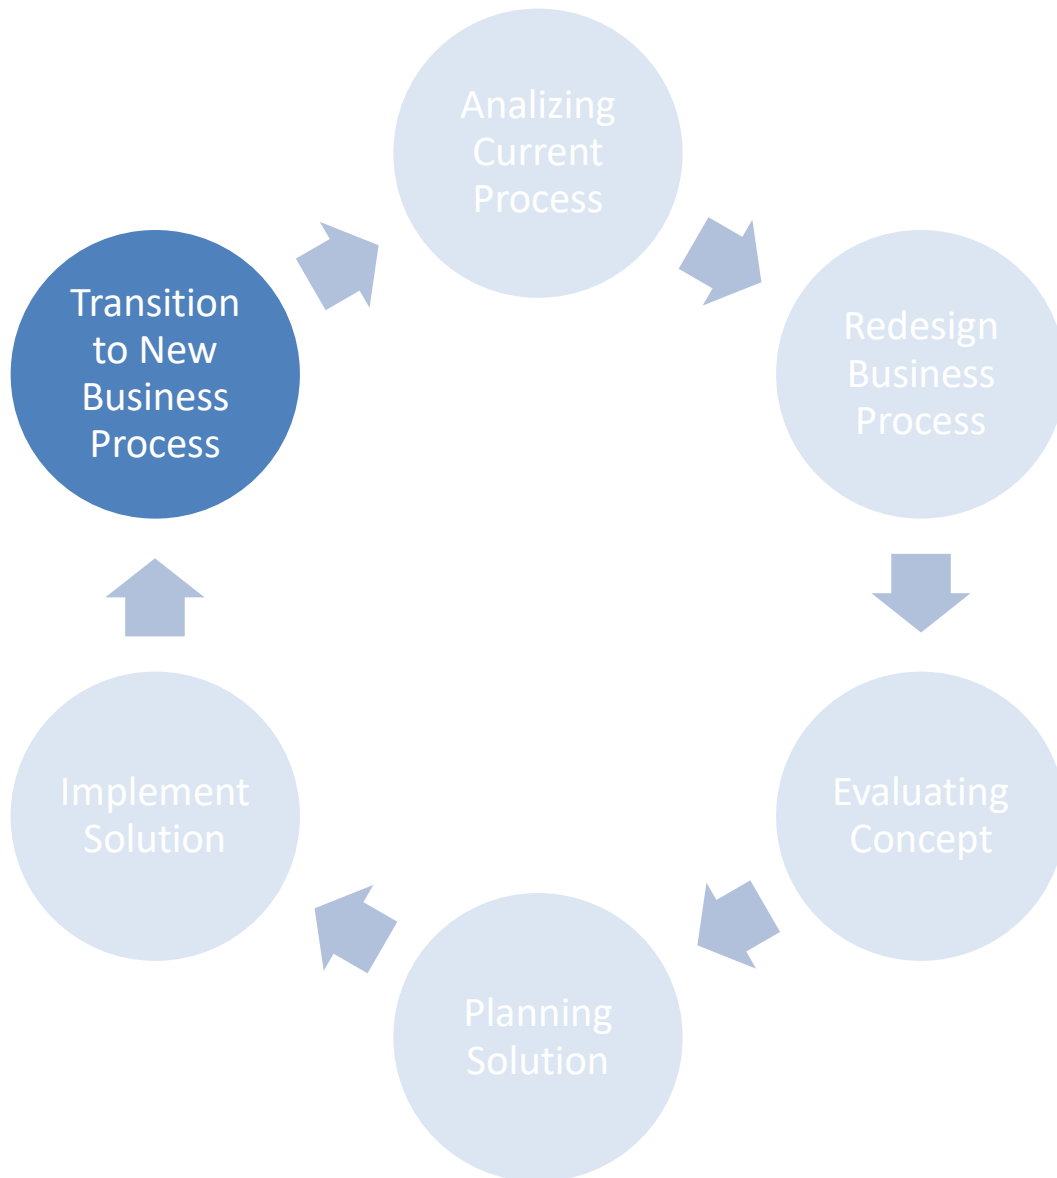 Analizing
Current
Process
Redesign
Business
Process
Evaluating
Concept
Planning
Solution
Implement
Solution
Transition
to New
Business
Process